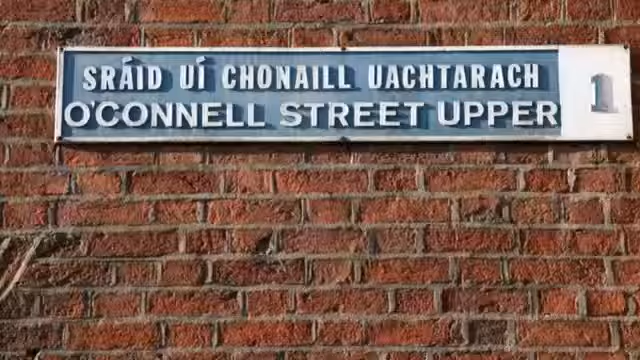 SRÁID UÍ CHONAILL UACHTARACH
O'CONNELL STREET UPPER
1